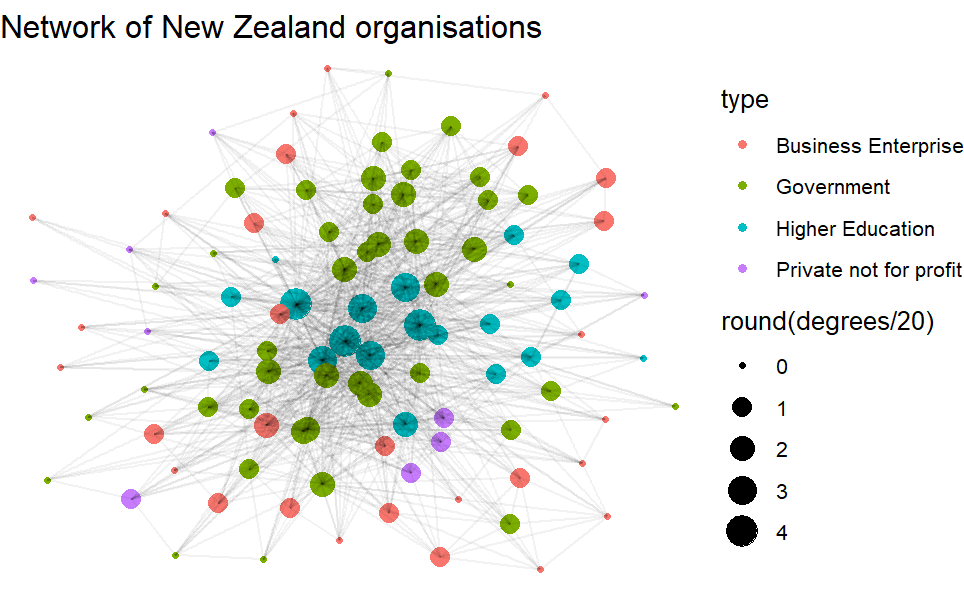 Network of New Zealand organisations
type
Business Enterprise
Government
Higher Education
Private not for profit
round(degrees/20)
0
1
2
3
4